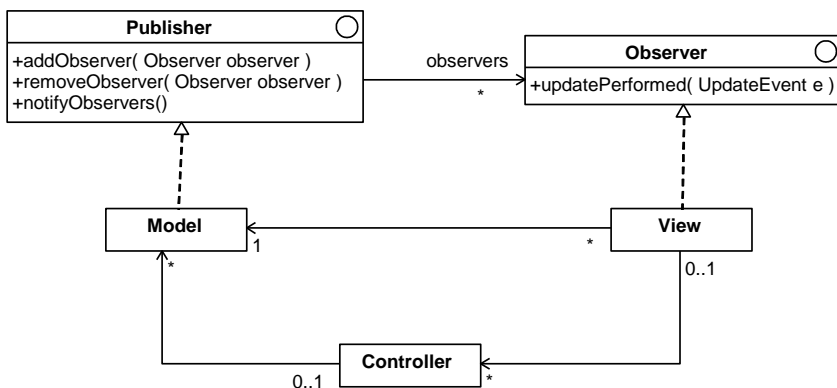 Publisher
+addObserver( Observer observer )
+removeObserver( Observer observer )
+notifyObservers()
observers
*
Observer
+updatePerformed( UpdateEvent e )
Model
1
*
View
*
0..1
Controller
0..1
*